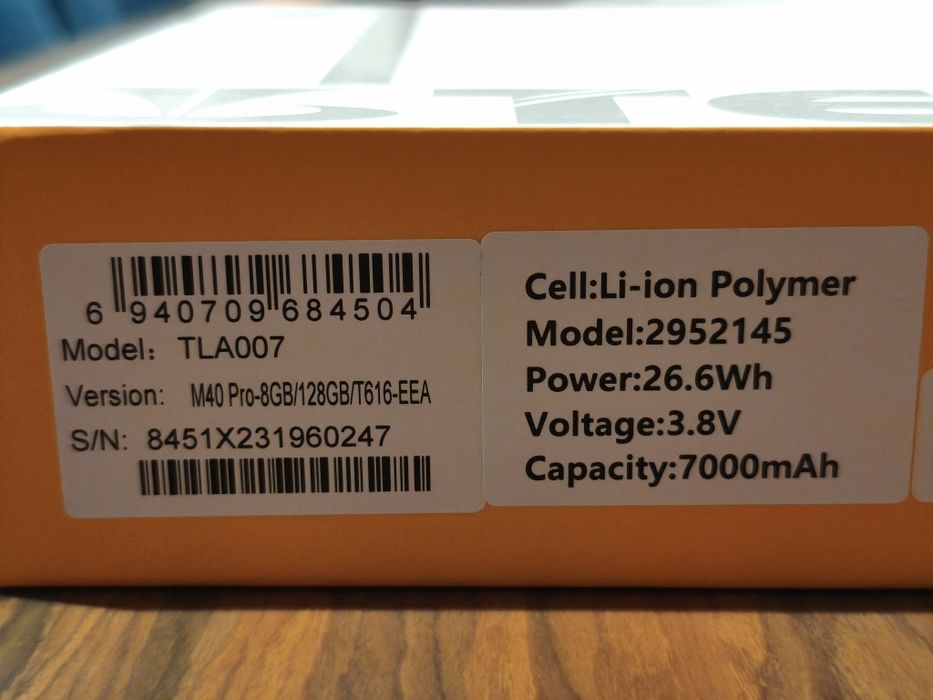 6 940709 684504
Model: TLA007
Version: M40 Pro-8GB/128GB/T616-EEA
S/N: 8451X231960247
Cell:Li-ion Polymer
Model:2952145
Power:26.6Wh
Voltage:3.8V
Capacity:7000mAh